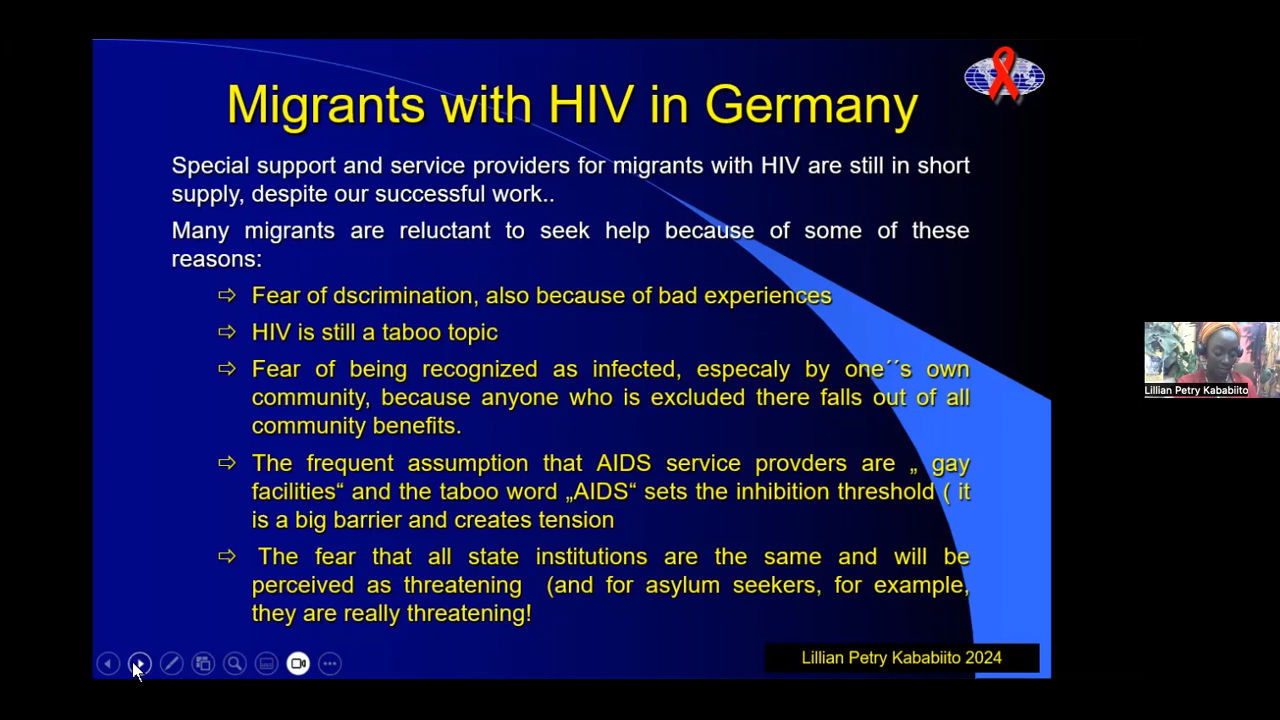 Migrants with HIV in Germany
Special support and service providers for migrants with HIV are still in short
supply, despite our successful work..
Many migrants are reluctant to seek help because of some of these
reasons:
⇨ Fear of dscrimination, also because of bad experiences
⇨ HIV is still a taboo topic
⇨ Fear of being recognized as infected, especaly by one´´s own
community, because anyone who is excluded there falls out of all
community benefits.
⇨ The frequent assumption that AIDS service provders are „ gay
facilities“ and the taboo word „AIDS“ sets the inhibition threshold ( it
is a big barrier and creates tension
⇨ The fear that all state institutions are the same and will be
perceived as threatening (and for asylum seekers, for example,
they are really threatening!
Lillian Petry Kababiito 2024
Lillian Petry Kababiito